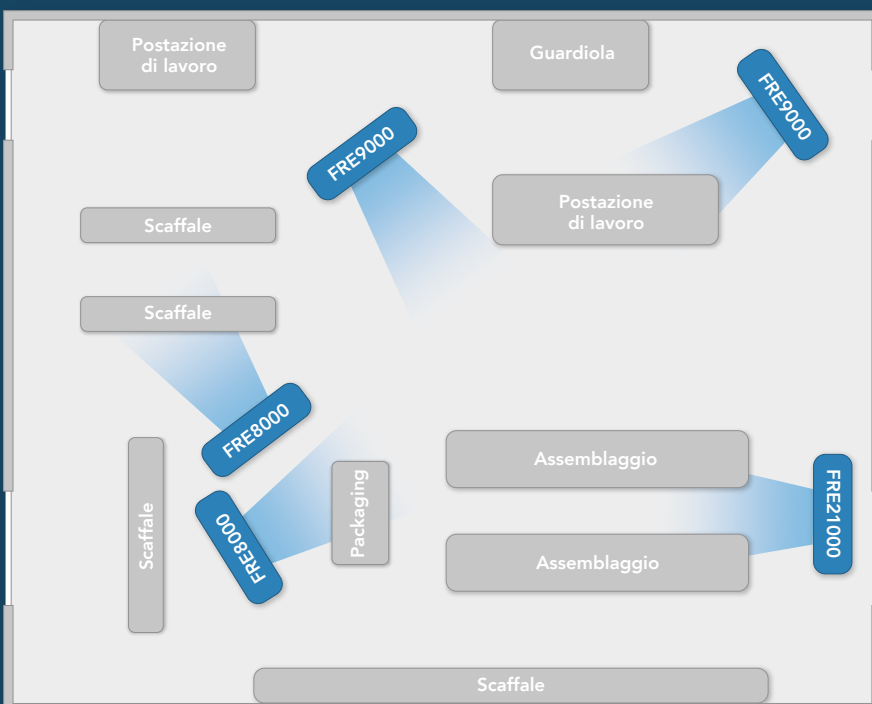 Postazione
di lavoro
Guardiola
FRE9000
FRE9000
Postazione
di lavoro
Scaffale
Scaffale
FRE8000
FRE8000
Scaffale
Packaging
Assemblaggio
FRE21000
Assemblaggio
Scaffale